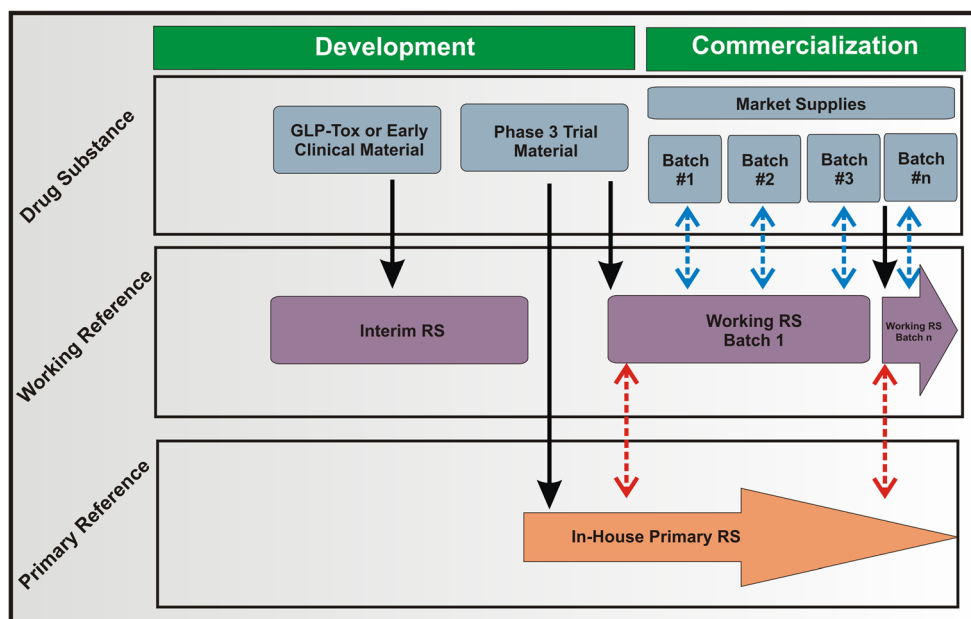 Development
Commercialization
Drug Substance
GLP-Tox or Early
Clinical Material
Phase 3 Trial
Material
Market Supplies
Batch
#1
Batch
#2
Batch
#3
Batch
#n
Working Reference
Interim RS
Working RS
Batch 1
Working RS
Batch n
Primary Reference
In-House Primary RS